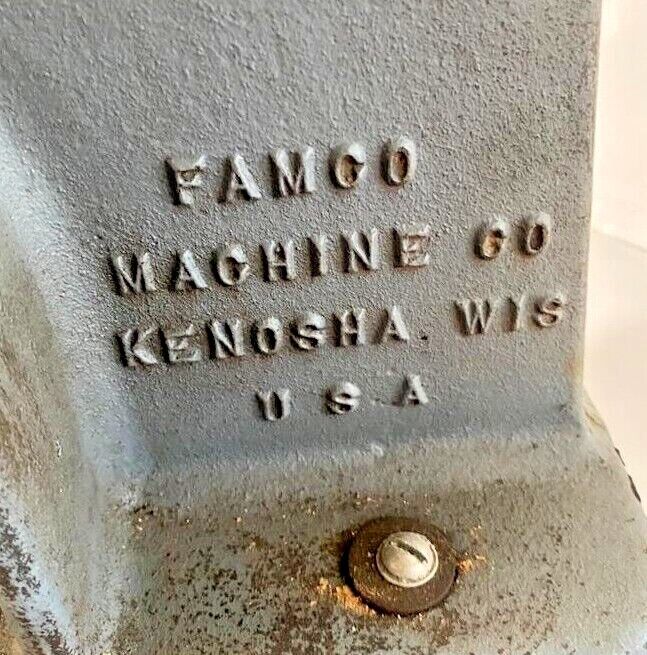 FAMCO
MACHINE CO
KENOSHA. WIS
U.S.A